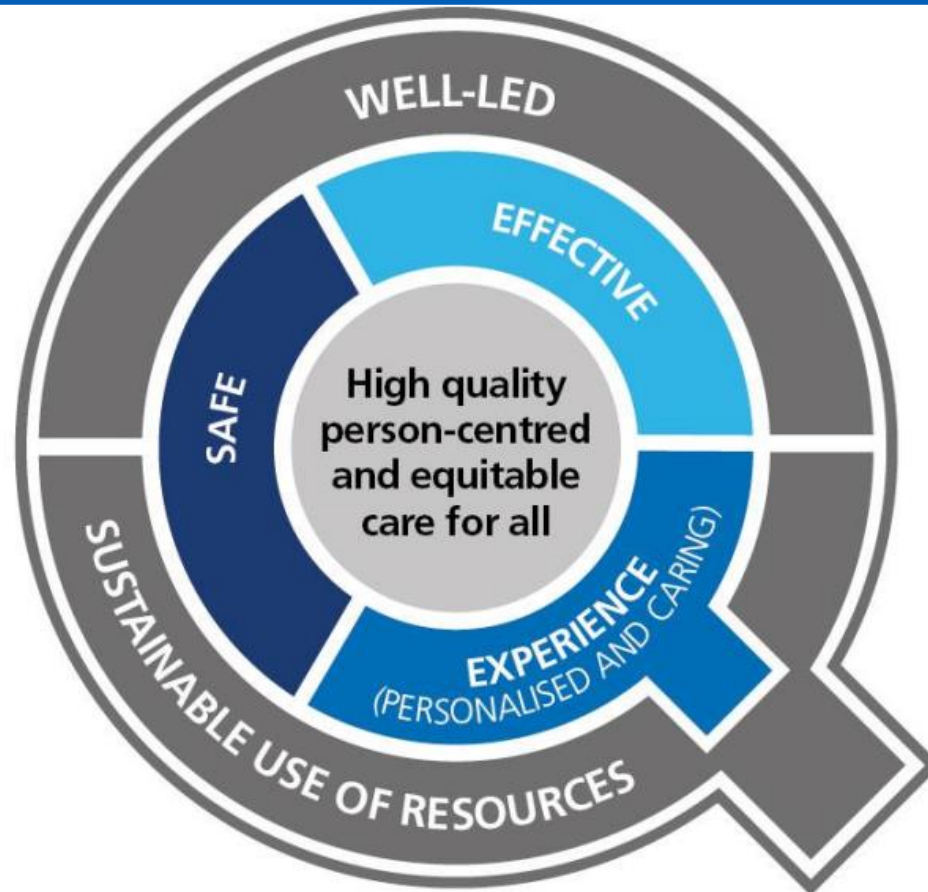 WELL-LED
EFFECTIVE
SAFE
High quality
person-centred
and equitable
care for all
EXPERIENCE
(PERSONALISED AND CARING)
SUSTAINABLE USE OF RESOURCES